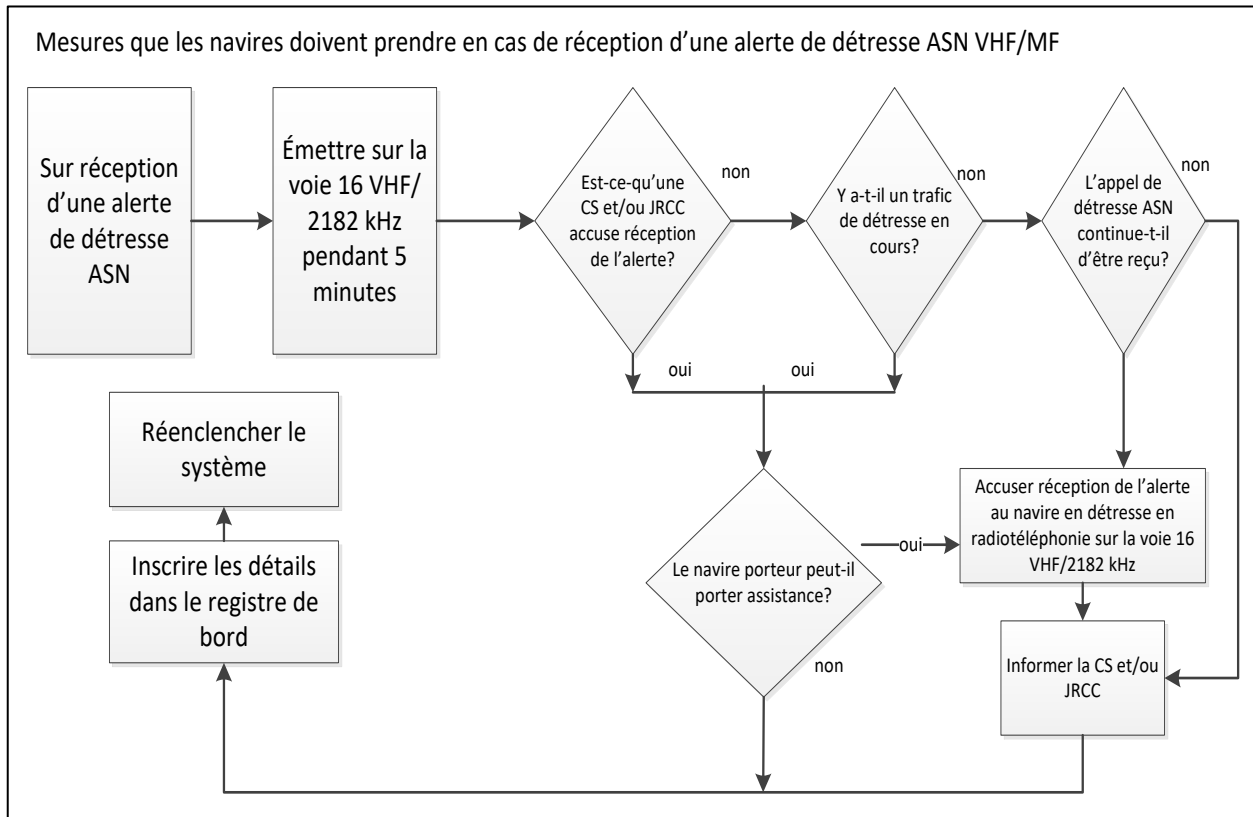 Mesures que les navires doivent prendre en cas de réception d’une alerte de détresse ASN VHF/MF
Sur réception
d’une alerte
de détresse
ASN
Émettre sur la
voie 16 VHF/
2182 kHz
pendant 5
minutes
Est-ce-qu’une
CS et/ou JRCC
accuse réception
de l’alerte?
non
Y a-t-il un trafic
de détresse en
cours?
non
L’appel de
détresse ASN
continue-t-il
d’être reçu?
non
oui
oui
Réenclencher le
système
Inscrire les détails
dans le registre de
bord
Le navire porteur peut-il
porter assistance?
oui
non
Accuser réception de l’alerte
au navire en détresse en
radiotéléphonie sur la voie 16
VHF/2182 kHz
Informer la CS et/ou
JRCC